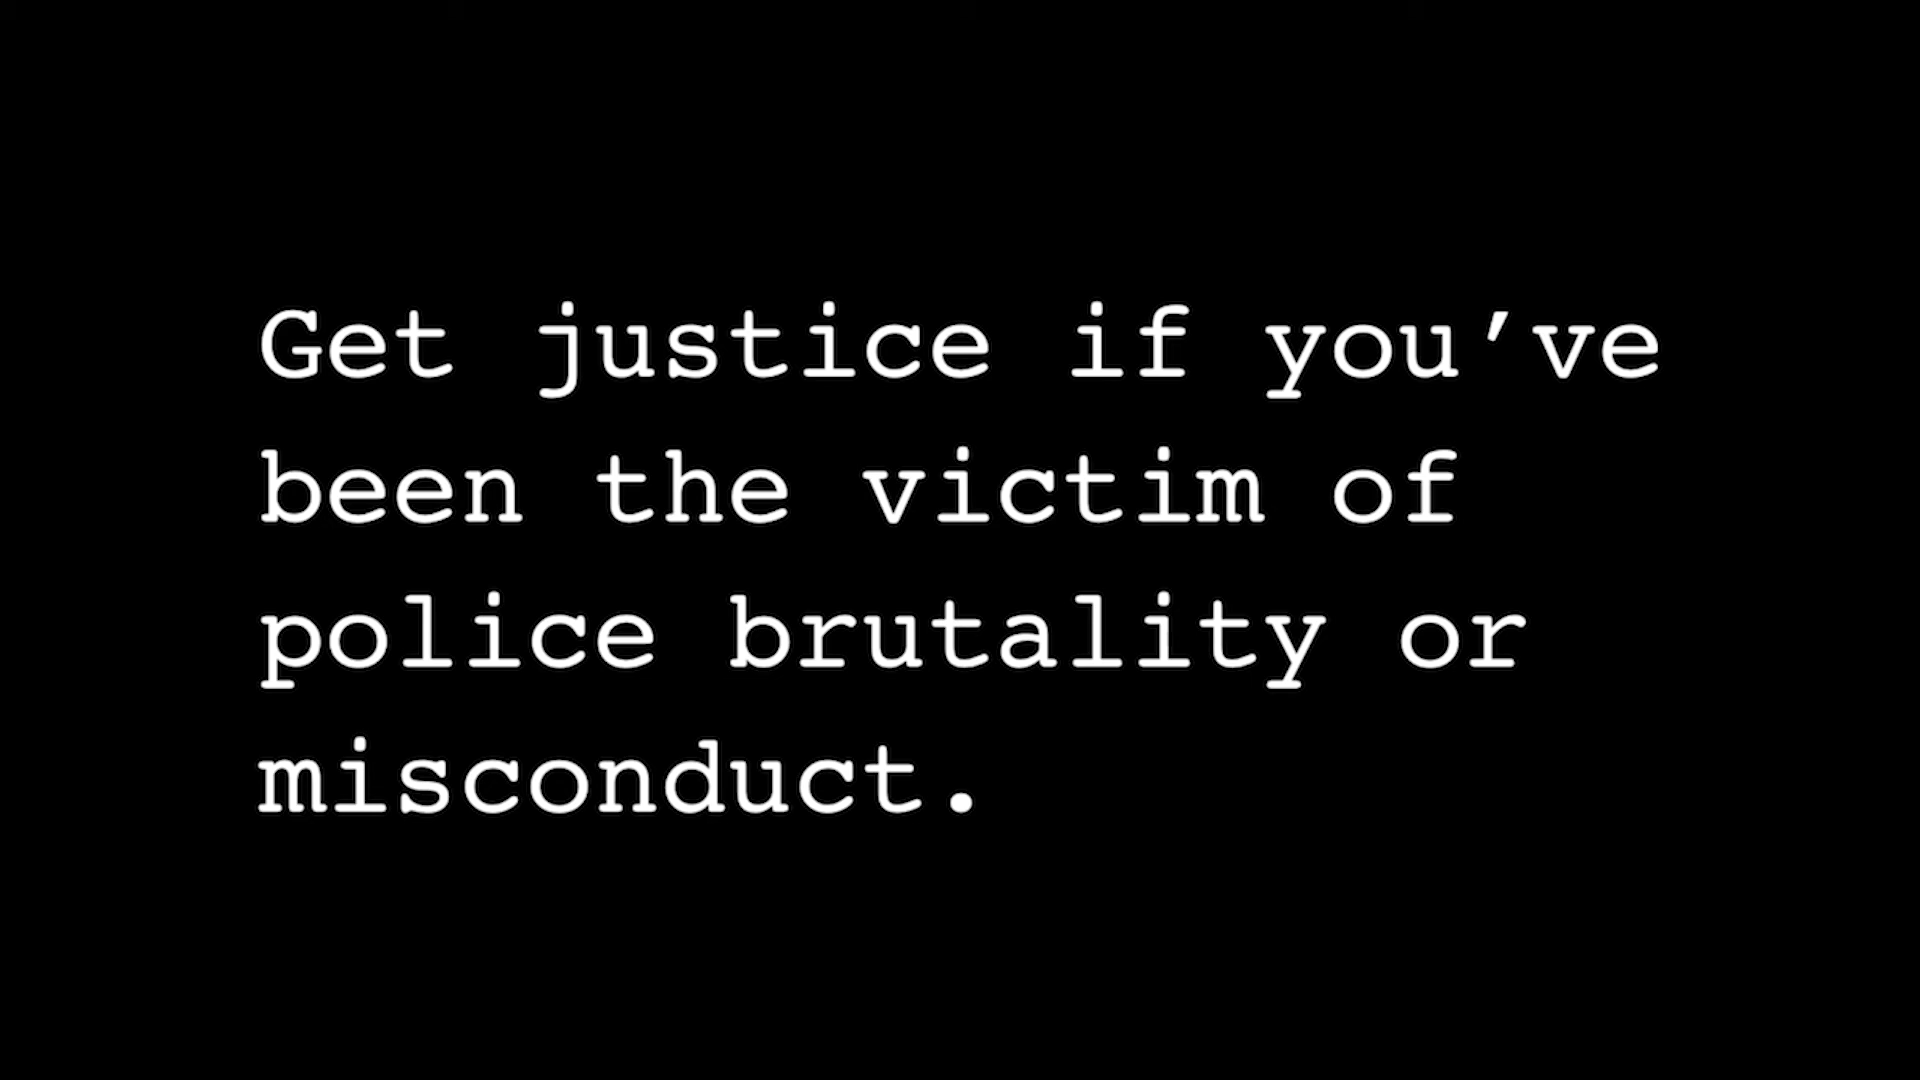 Get justice if you’ve
been the victim of
police brutality or
misconduct.